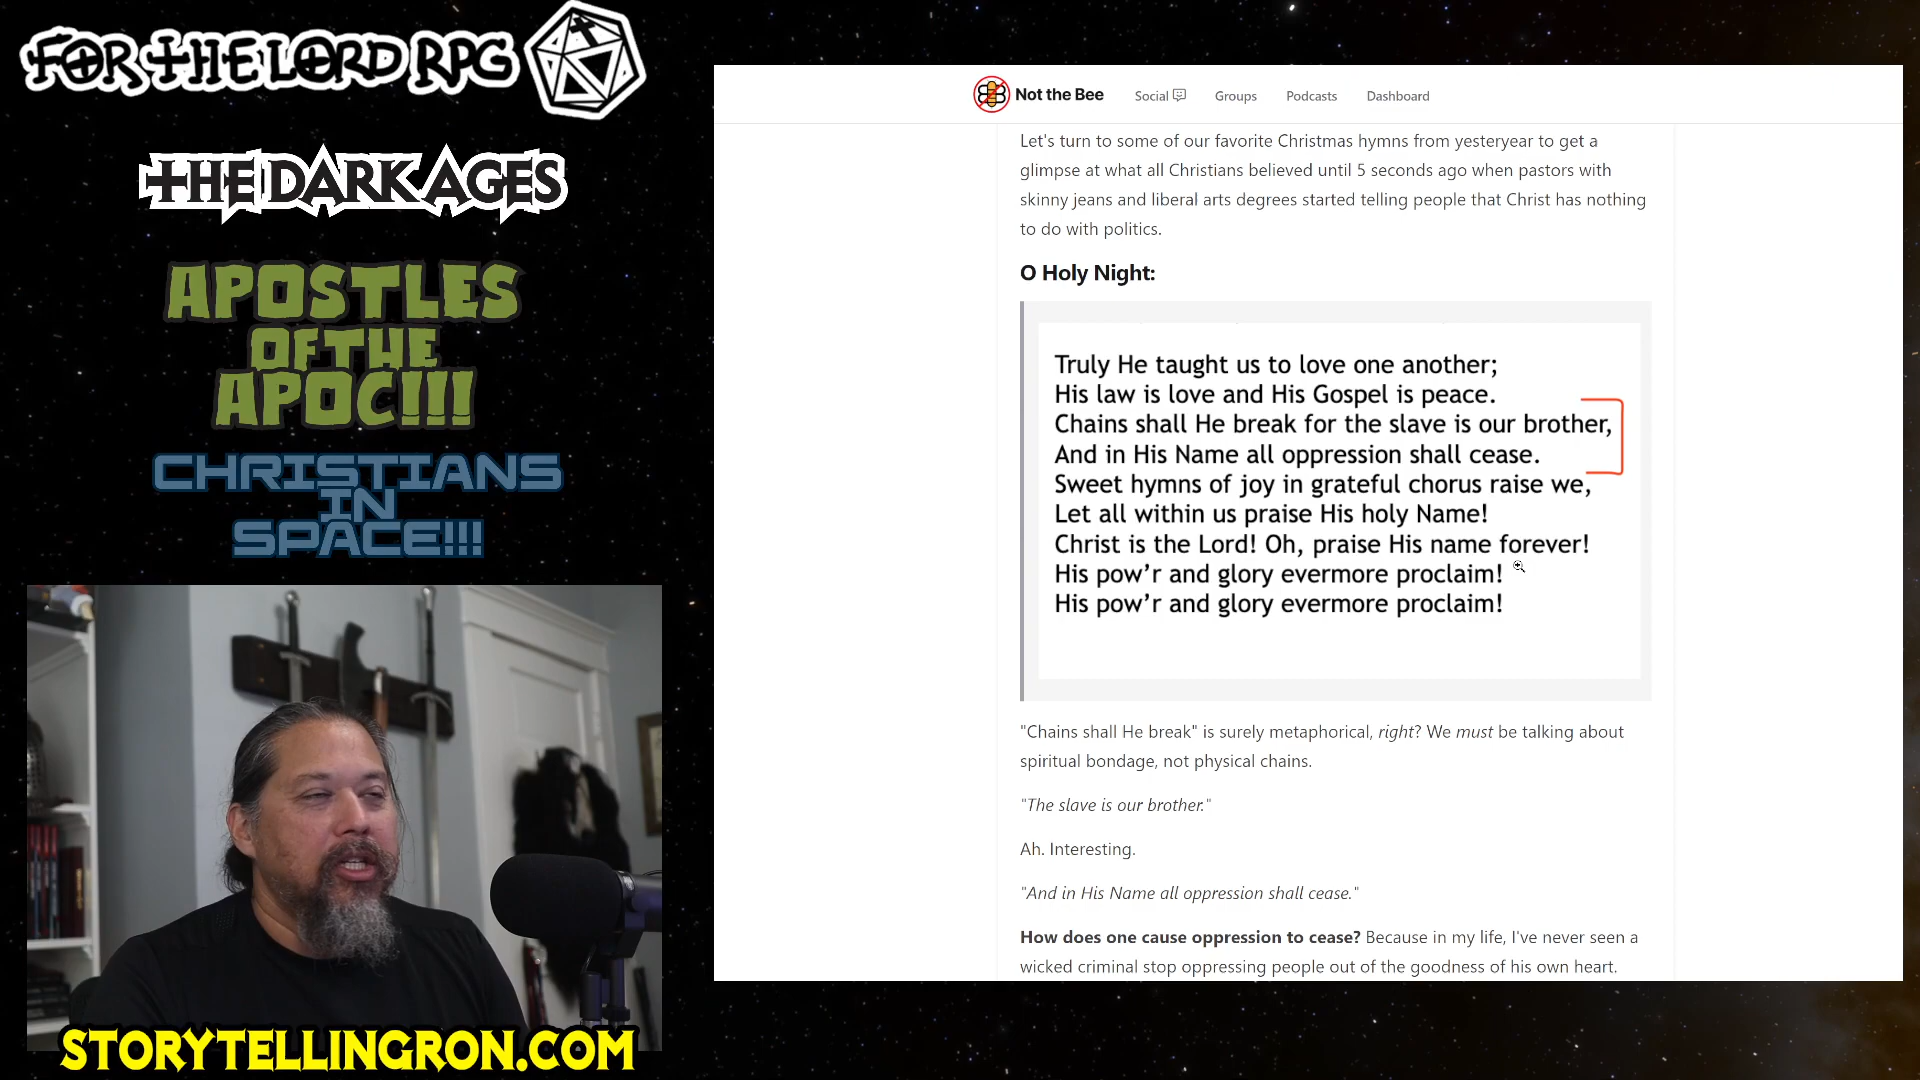 FOR THE LORD RPG
THE DARK AGES
APOSTLES
OF THE
APOC!!!
CHRISTIANS
IN
SPACE!!!
STORYTELLINGRON.COM
Not the Bee
Social
Groups
Podcasts
Dashboard
Let's turn to some of our favorite Christmas hymns from yesteryear to get a
glimpse at what all Christians believed until 5 seconds ago when pastors with
skinny jeans and liberal arts degrees started telling people that Christ has nothing
to do with politics.
O Holy Night:
Truly He taught us to love one another;
His law is love and His Gospel is peace.
Chains shall He break for the slave is our brother,
And in His Name all oppression shall cease.
Sweet hymns of joy in grateful chorus raise we,
Let all within us praise His holy Name!
Christ is the Lord! Oh, praise His name forever!
His pow’r and glory evermore proclaim!
His pow’r and glory evermore proclaim!
"Chains shall He break" is surely metaphorical, right? We must be talking about
spiritual bondage, not physical chains.
"The slave is our brother."
Ah. Interesting.
"And in His Name all oppression shall cease."
How does one cause oppression to cease? Because in my life, I've never seen a
wicked criminal stop oppressing people out of the goodness of his own heart.